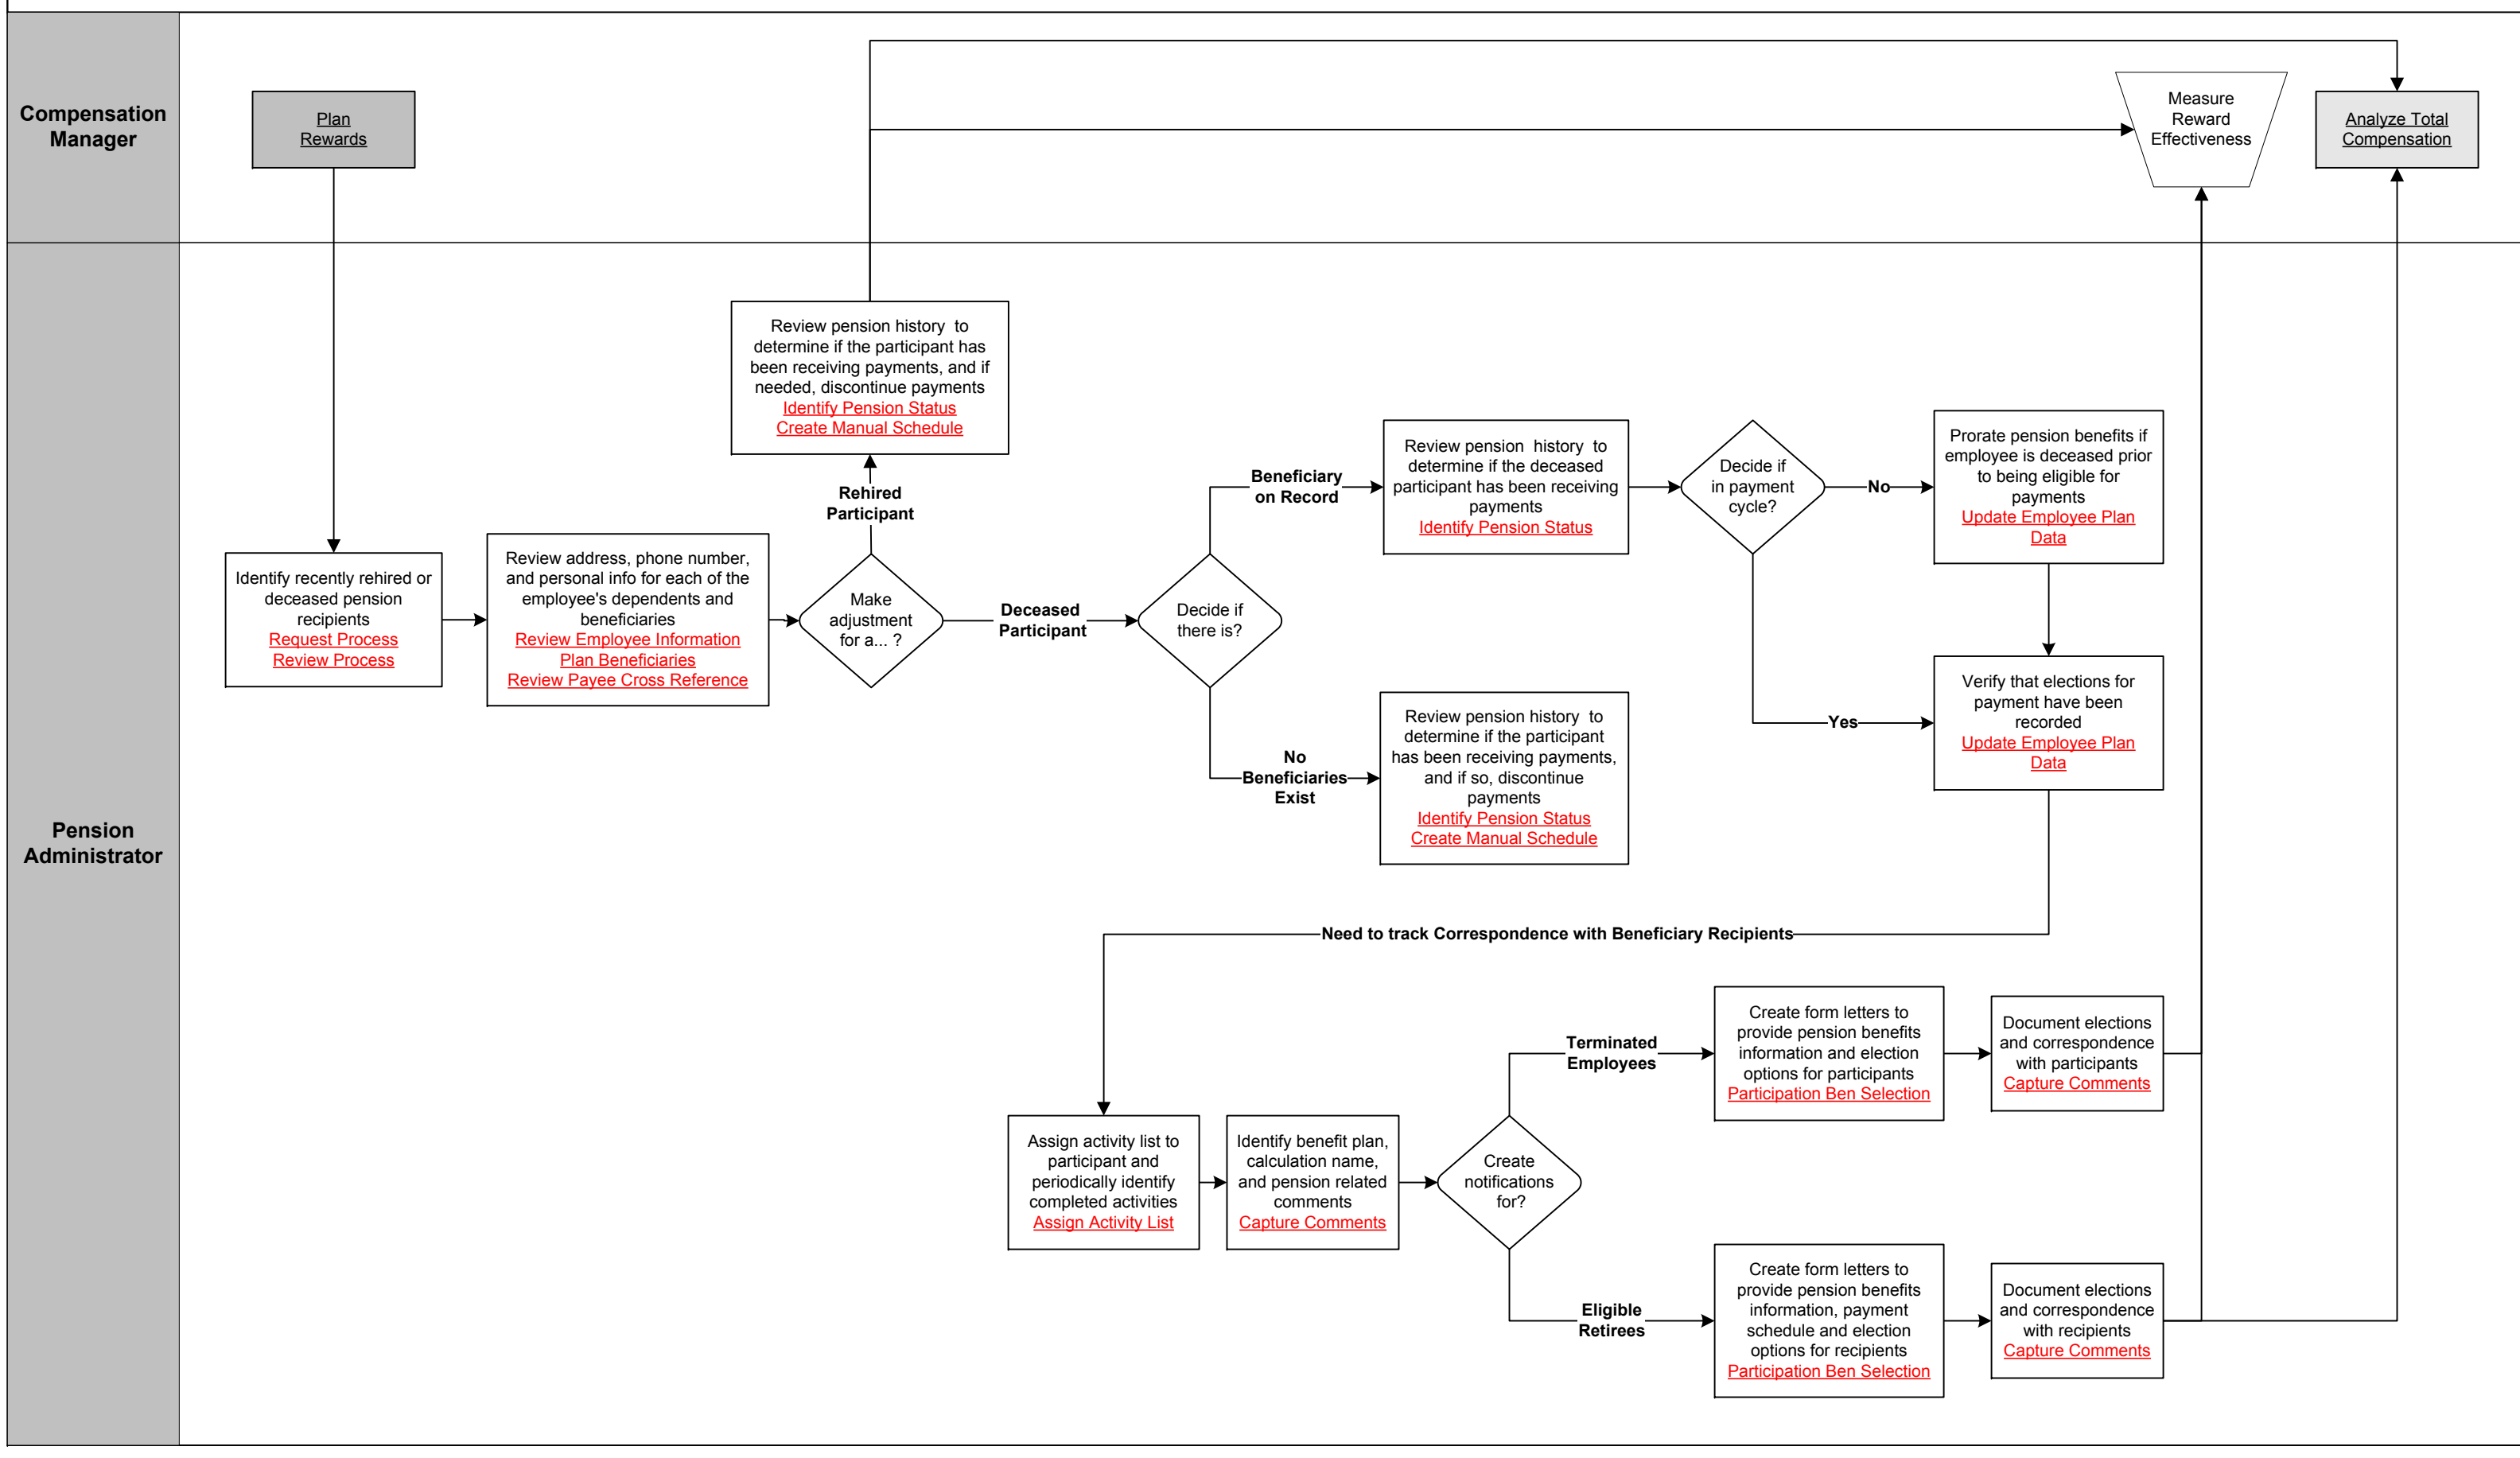 Compensation
Manager
Plan
Rewards
Measure
Reward
Effectiveness
Analyze Total
Compensation
Pension
Administrator
Identify recently rehired or
deceased pension
recipients
Request Process
Review Process
Review address, phone number,
and personal info for each of the
employee's dependents and
beneficiaries
Review Employee Information
Plan Beneficiaries
Review Payee Cross Reference
Make
adjustment
for a... ?
Rehired
Participant
Review pension history to
determine if the participant has
been receiving payments, and if
needed, discontinue payments
Identify Pension Status
Create Manual Schedule
Deceased
Participant
Decide if
there is?
Beneficiary
on Record
Review pension history to
determine if the deceased
participant has been receiving
payments
Identify Pension Status
Decide if
in payment
cycle?
No
Prorate pension benefits if
employee is deceased prior
to being eligible for
payments
Update Employee Plan
Data
Yes
Verify that elections for
payment have been
recorded
Update Employee Plan
Data
No
Beneficiaries
Exist
Review pension history to
determine if the participant
has been receiving payments,
and if so, discontinue
payments
Identify Pension Status
Create Manual Schedule
Need to track Correspondence with Beneficiary Recipients
Assign activity list to
participant and
periodically identify
completed activities
Assign Activity List
Identify benefit plan,
calculation name,
and pension related
comments
Capture Comments
Create
notifications
for?
Terminated
Employees
Create form letters to
provide pension benefits
information and election
options for participants
Participation Ben Selection
Document elections
and correspondence
with participants
Capture Comments
Eligible
Retirees
Create form letters to
provide pension benefits
information, payment
schedule and election
options for recipients
Participation Ben Selection
Document elections
and correspondence
with recipients
Capture Comments